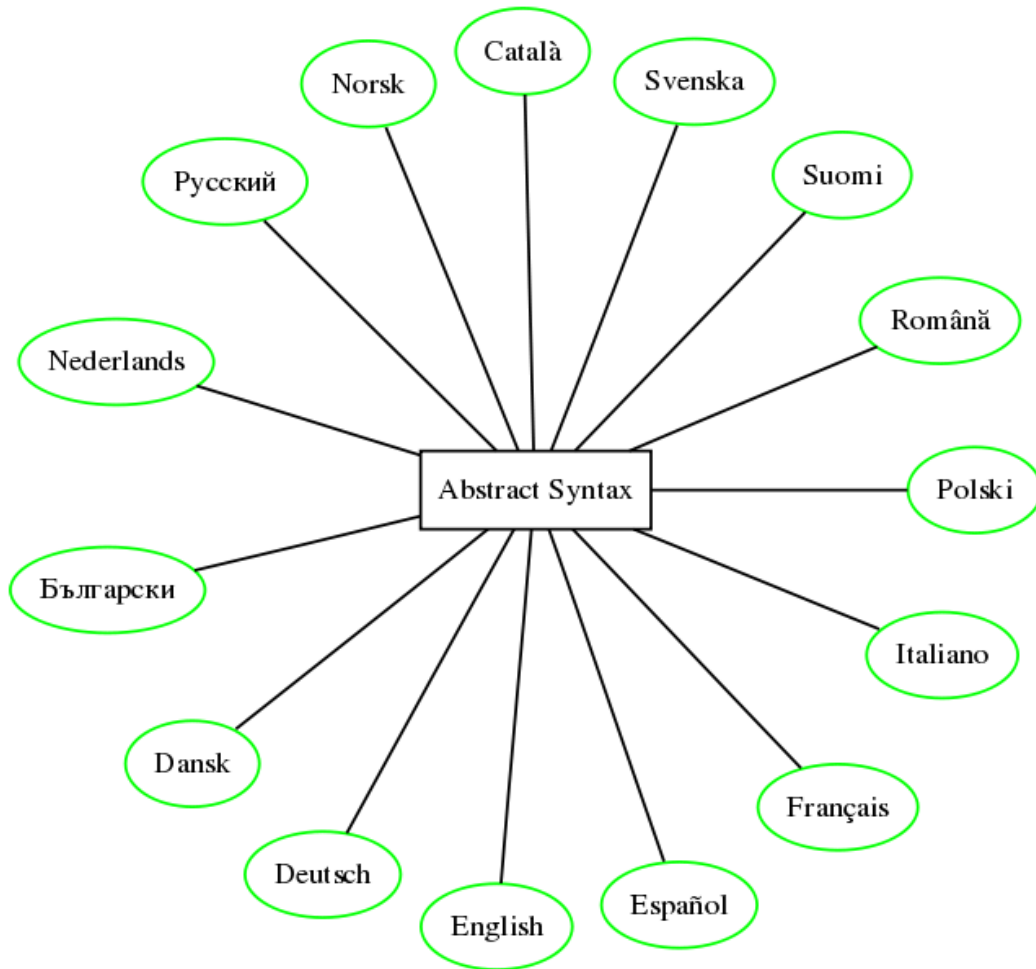 Català
Norsk
Svenska
Русский
Suomi
Română
Nederlands
Abstract Syntax
Polski
Български
Italiano
Dansk
Français
Deutsch
Español
English